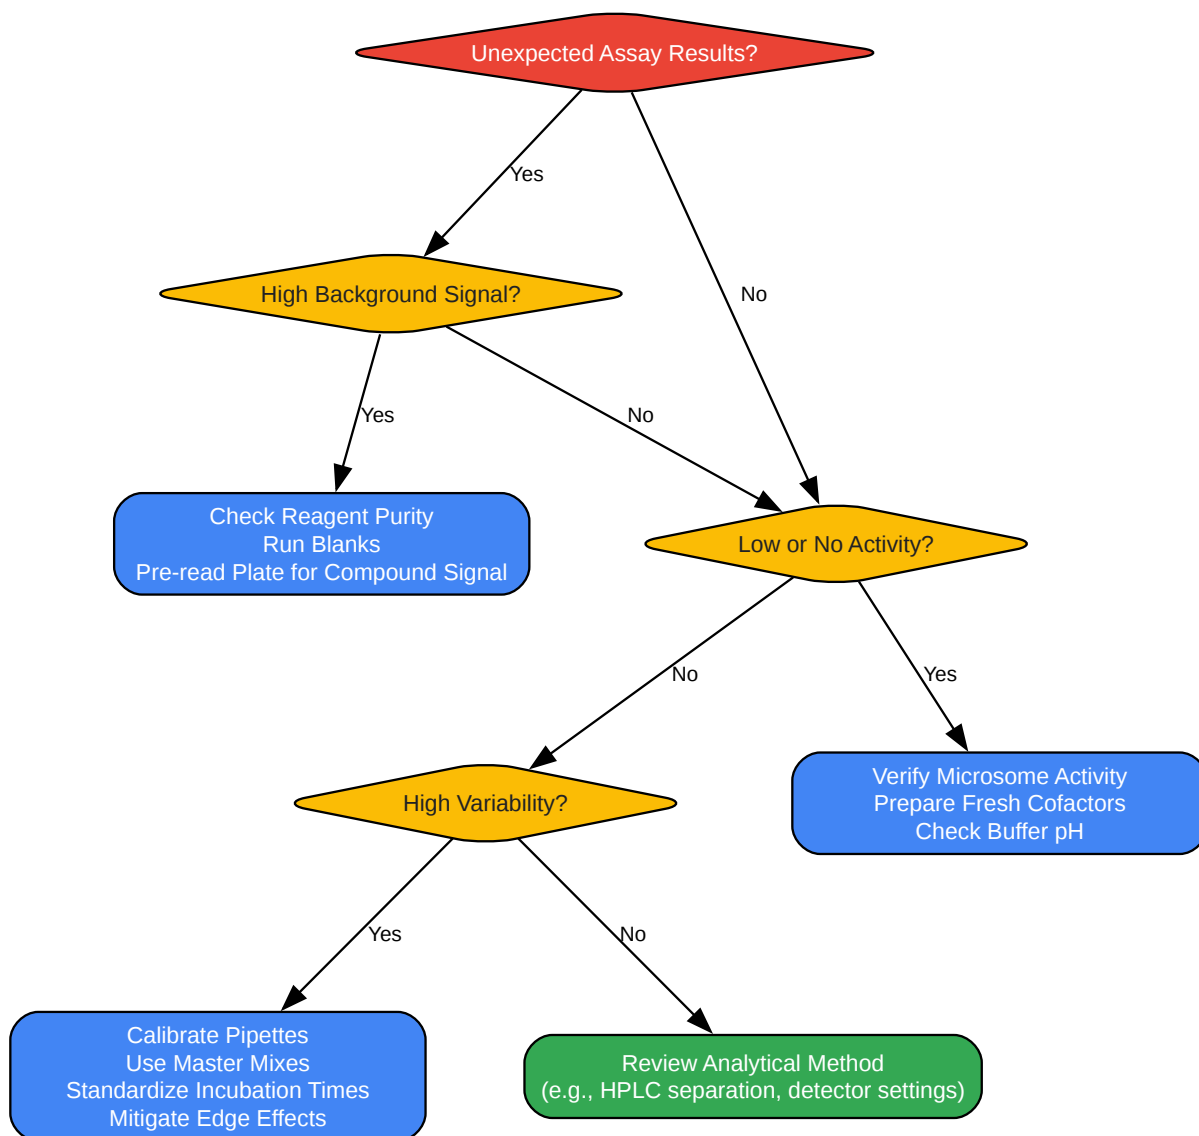 Unexpected Assay Results?
Yes
High Background Signal?
No
Yes
No
Check Reagent Purity
Run Blanks
Pre-read Plate for Compound Signal
Low or No Activity?
No
Yes
Verify Microsome Activity
Prepare Fresh Cofactors
Check Buffer pH
High Variability?
Yes
No
Calibrate Pipettes
Use Master Mixes
Standardize Incubation Times
Mitigate Edge Effects
Review Analytical Method
(e.g., HPLC separation, detector settings)